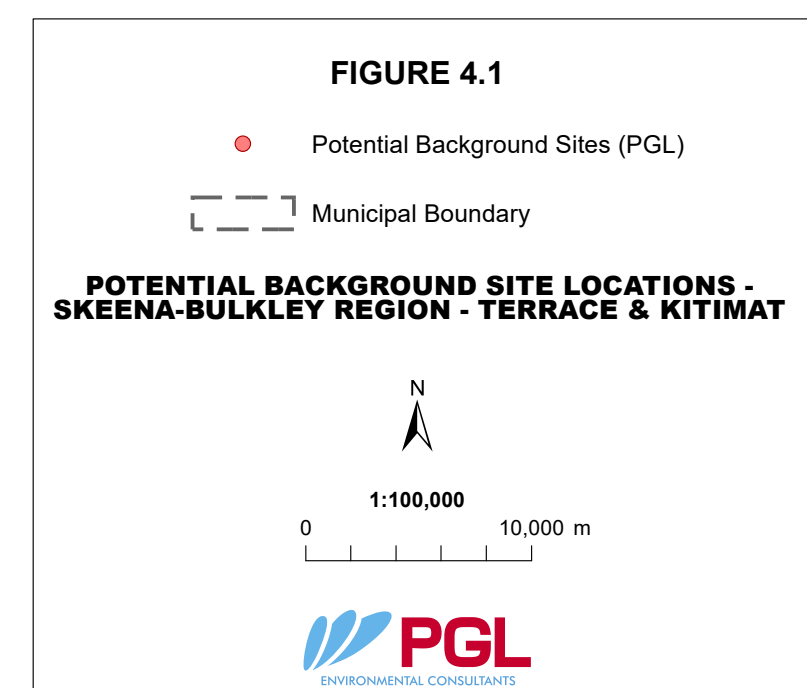 FIGURE 4.1
Potential Background Sites (PGL)
Municipal Boundary
POTENTIAL BACKGROUND SITE LOCATIONS -
SKEENA-BULKLEY REGION - TERRACE & KITIMAT
N
1:100,000
0 10,000 m
PGL
ENVIRONMENTAL CONSULTANTS